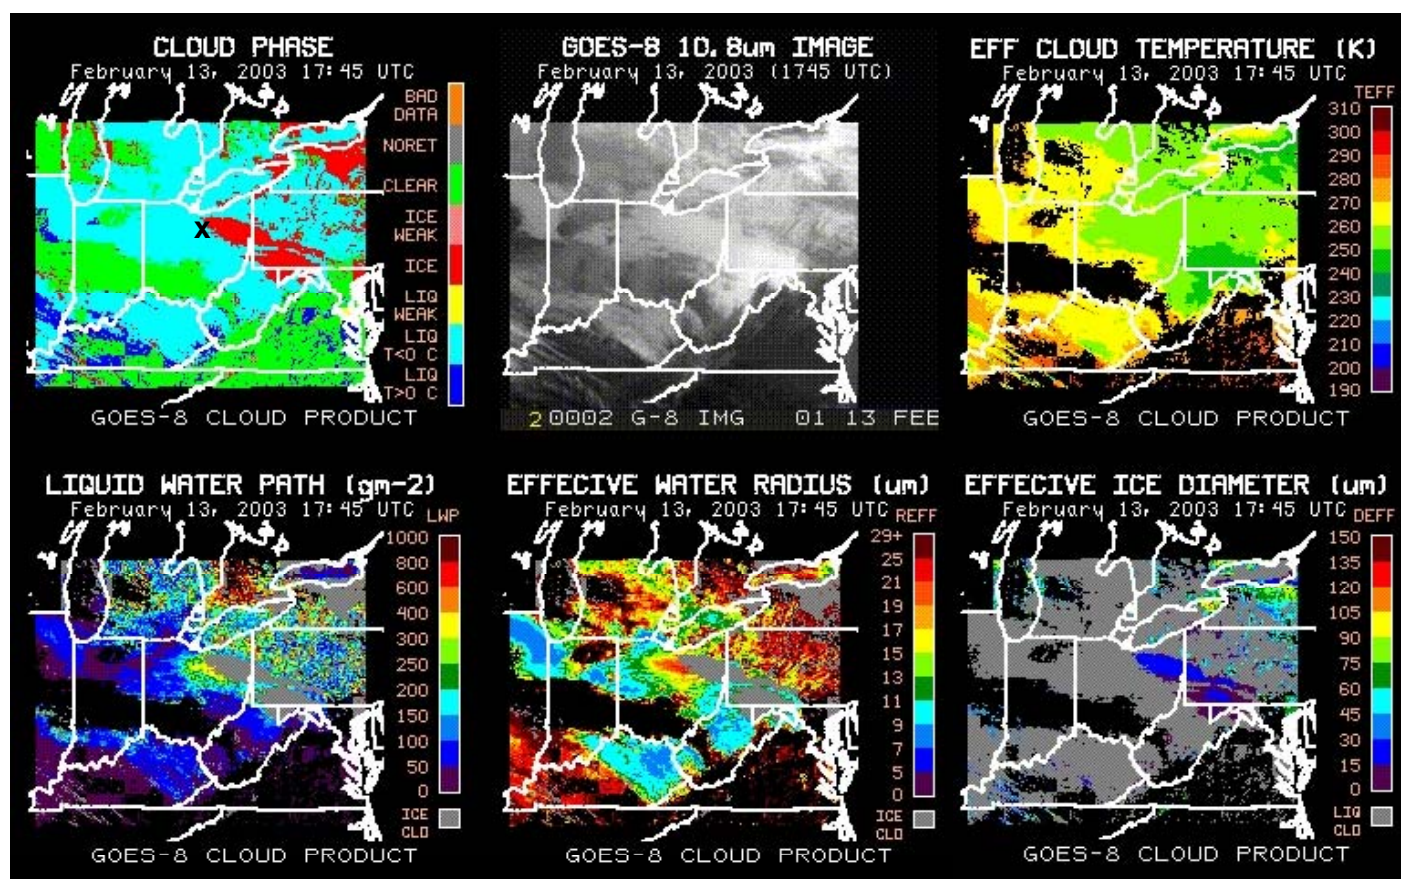 CLOUD PHASE
February 13, 2003 17:45 UTC
BAD
DATA
NORET
CLEAR
ICE
WEAK
ICE
LIQ
WEAK
LIQ
T<0 C
LIQ
T>0 C
X
GOES-8 CLOUD PRODUCT
GOES-8 10.8um IMAGE
February 13, 2003 (1745 UTC)
2 0002 G-8 IMG 01 13 FEB
EFF CLOUD TEMPERATURE (K)
February 13, 2003 17:45 UTC
TEFF
310
300
290
280
270
260
250
240
230
220
210
200
190
GOES-8 CLOUD PRODUCT
LIQUID WATER PATH (gm-2)
February 13, 2003 17:45 UTC
LWP
1000
800
600
400
300
250
200
150
100
50
0
ICE
CLD
GOES-8 CLOUD PRODUCT
EFFECIVE WATER RADIUS (um)
February 13, 2003 17:45 UTC
REFF
29+
25
21
19
17
15
13
11
9
7
5
0
ICE
CLD
GOES-8 CLOUD PRODUCT
EFFECIVE ICE DIAMETER (um)
February 13, 2003 17:45 UTC
DEFF
150
135
120
105
90
75
60
45
30
15
0
LIQ
CLD
GOES-8 CLOUD PRODUCT